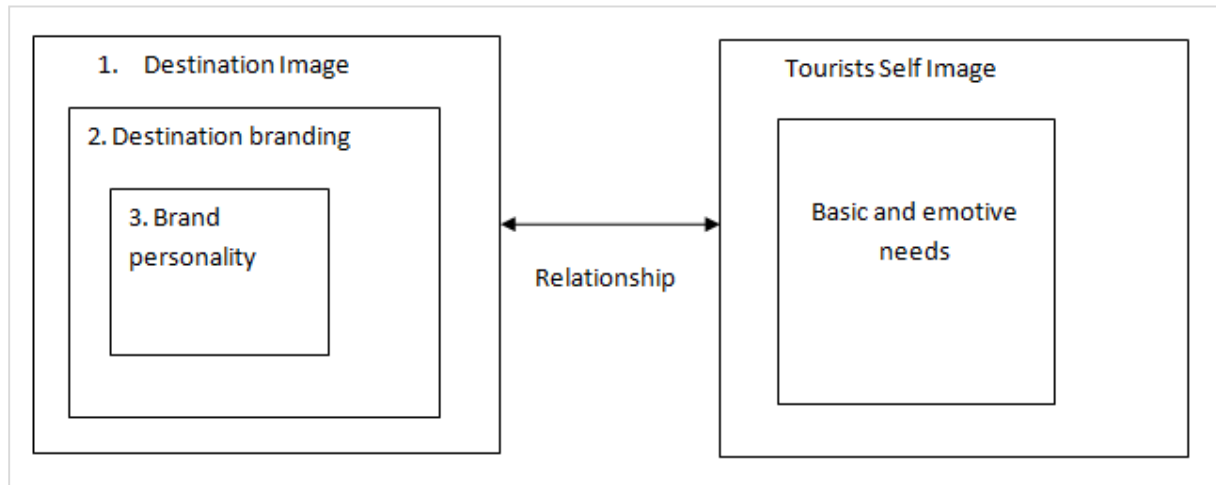 1. Destination Image
2. Destination branding
3. Brand
personality
Relationship
Tourists Self Image
Basic and emotive
needs